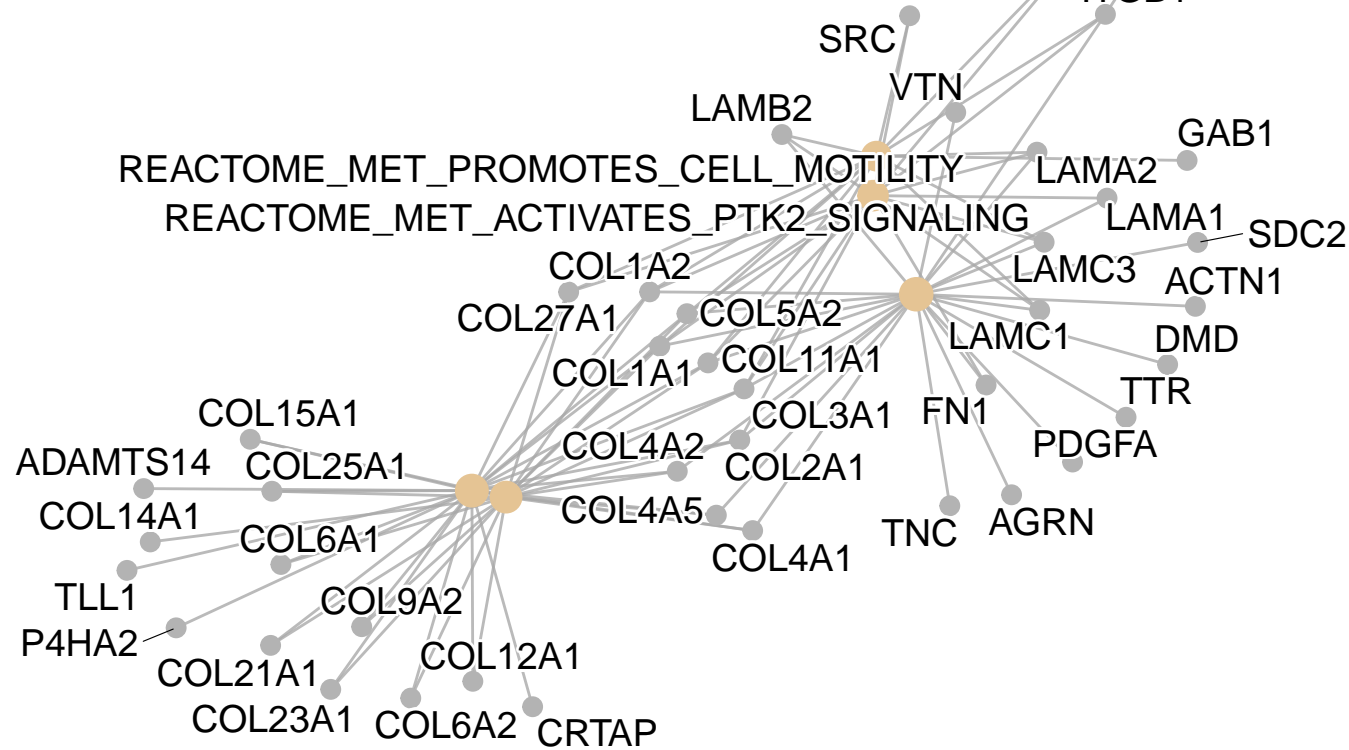 SRC
VTN
LAMB2
GAB1
REACTOME_MET_PROMOTES_CELL_MOTILITY
LAMA2
REACTOME_MET_ACTIVATES_PTK2_SIGNALING
LAMA1
SDC2
COL1A2
LAMC3
ACTN1
COL27A1
COL5A2
LAMC1
DMD
COL1A1
COL11A1
TTR
COL15A1
COL3A1
FN1
PDGFA
ADAMTS14
COL25A1
COL4A2
COL2A1
COL14A1
COL4A5
TNC
AGRN
COL6A1
COL4A1
TLL1
COL9A2
P4HA2
COL12A1
COL21A1
COL23A1
COL6A2
CRTAP